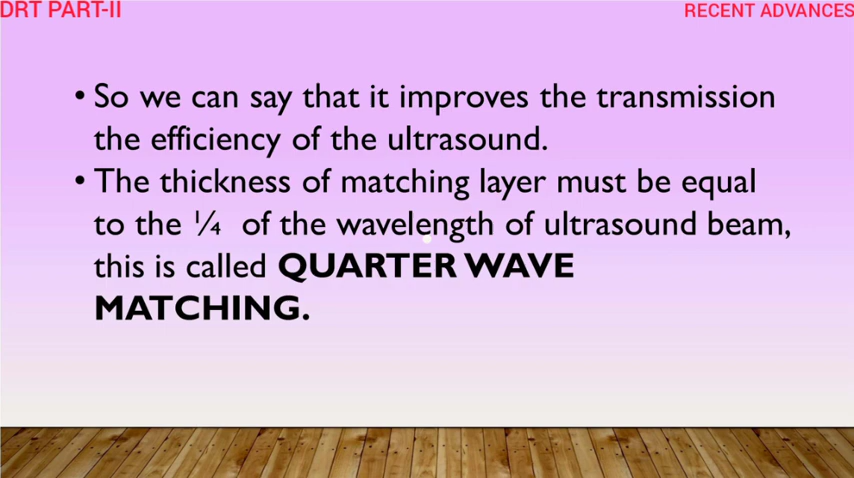 DRT PART-II
RECENT ADVANCES
• So we can say that it improves the transmission
the efficiency of the ultrasound.
• The thickness of matching layer must be equal
to the ¼ of the wavelength of ultrasound beam,
this is called QUARTER WAVE
MATCHING.